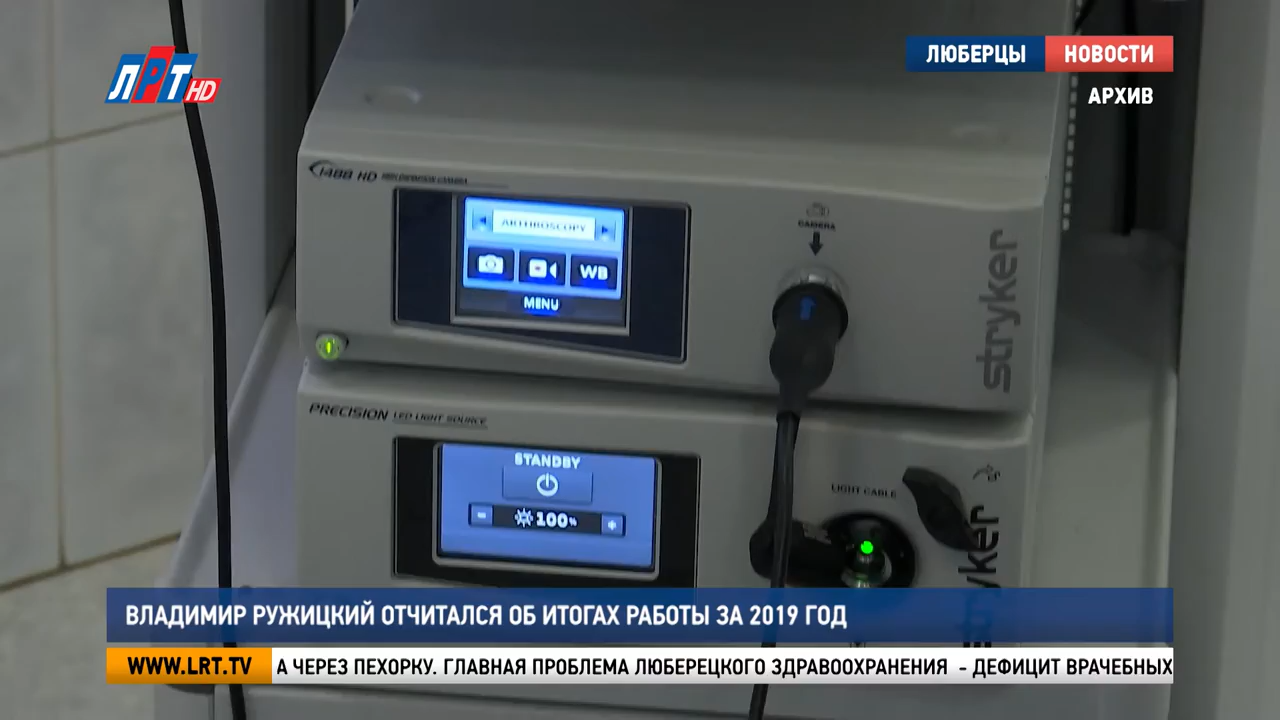 ЛРТ HD
ЛЮБЕРЦЫ НОВОСТИ
АРХИВ
1488 HD
CAMERA
ARTHROSCOPY
WB
MENU
stryker
PRECISION LED LIGHT SOURCE
STANDBY
- 100% +
LIGHT CABLE
stryker
ВЛАДИМИР РУЖИЦКИЙ ОТЧИТАЛСЯ ОБ ИТОГАХ РАБОТЫ ЗА 2019 ГОД
WWW.LRT.TV А ЧЕРЕЗ ПЕХОРКУ. ГЛАВНАЯ ПРОБЛЕМА ЛЮБЕРЕЦКОГО ЗДРАВООХРАНЕНИЯ - ДЕФИЦИТ ВРАЧЕБНЫХ